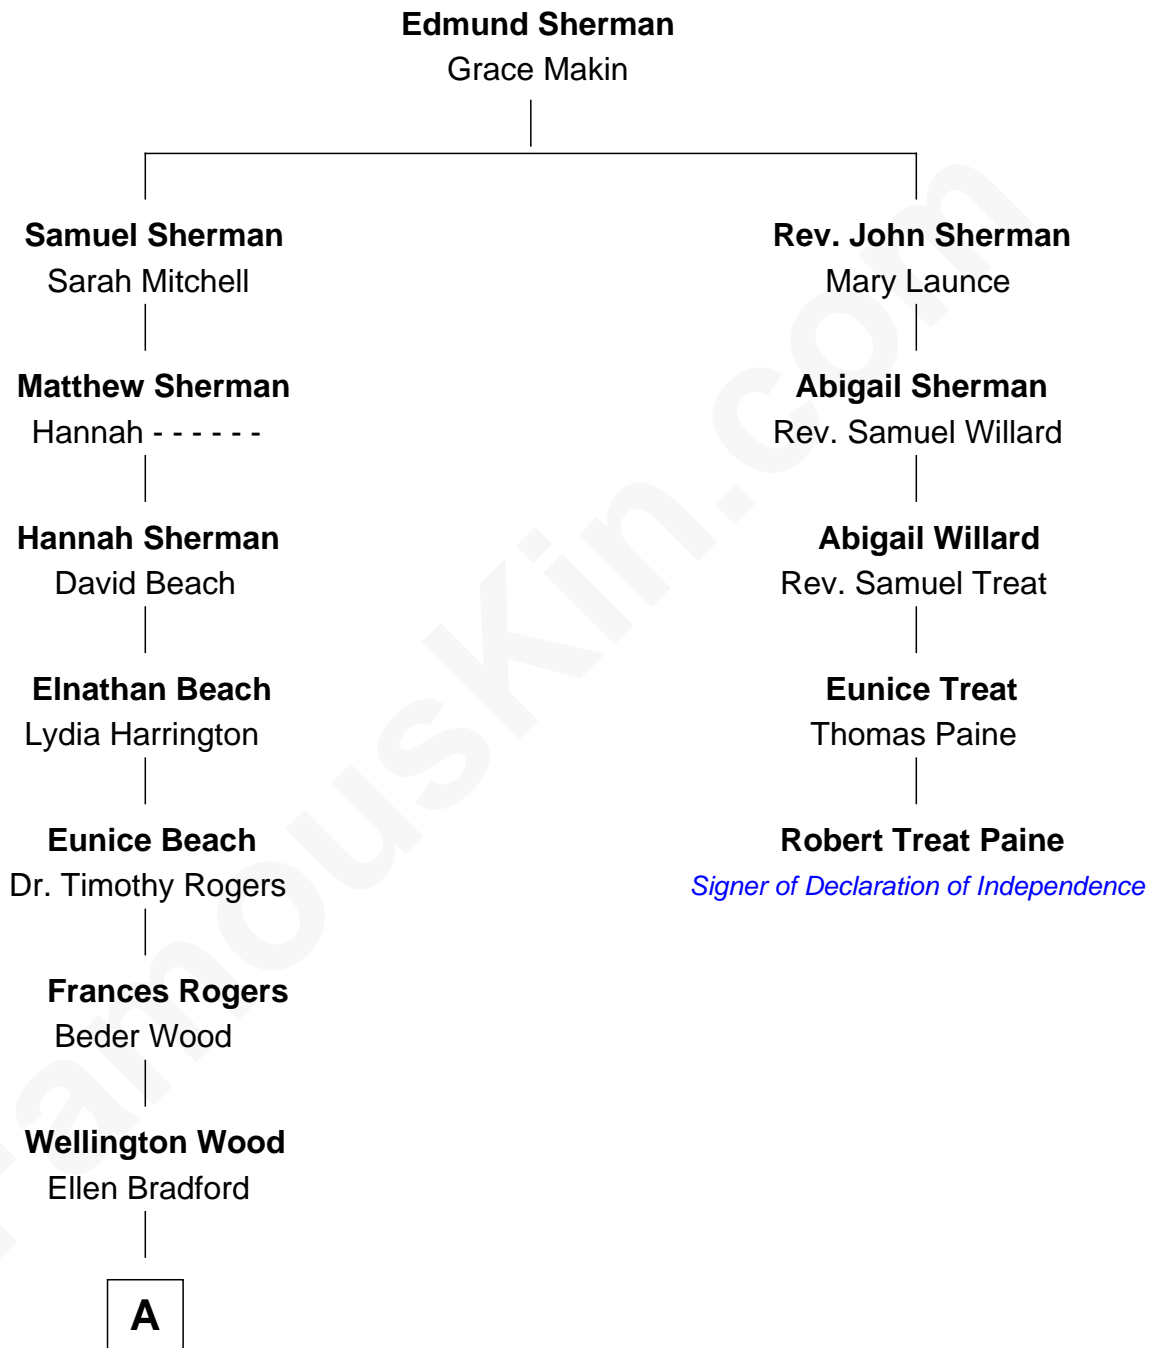 Edmund Sherman
Grace Makin
Samuel Sherman
Sarah Mitchell
Rev. John Sherman
Mary Launce
Matthew Sherman
Hannah - - - - - -
Abigail Sherman
Rev. Samuel Willard
Hannah Sherman
David Beach
Abigail Willard
Rev. Samuel Treat
Elnathan Beach
Lydia Harrington
Eunice Treat
Thomas Paine
Eunice Beach
Dr. Timothy Rogers
Robert Treat Paine
Signer of Declaration of Independence
Frances Rogers
Beder Wood
Wellington Wood
Ellen Bradford
A
FamousKin.com